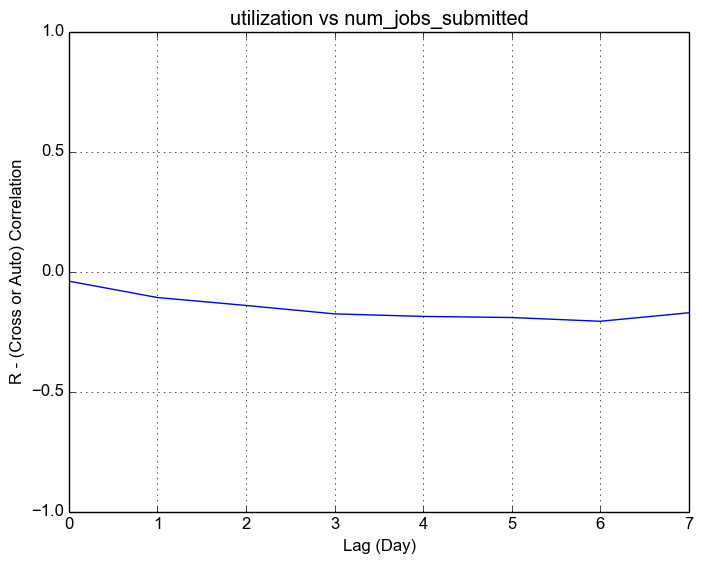 utilization vs num_jobs_submitted
1.0
0.5
0.0
−0.5
−1.0
R - (Cross or Auto) Correlation
0 1 2 3 4 5 6 7
Lag (Day)